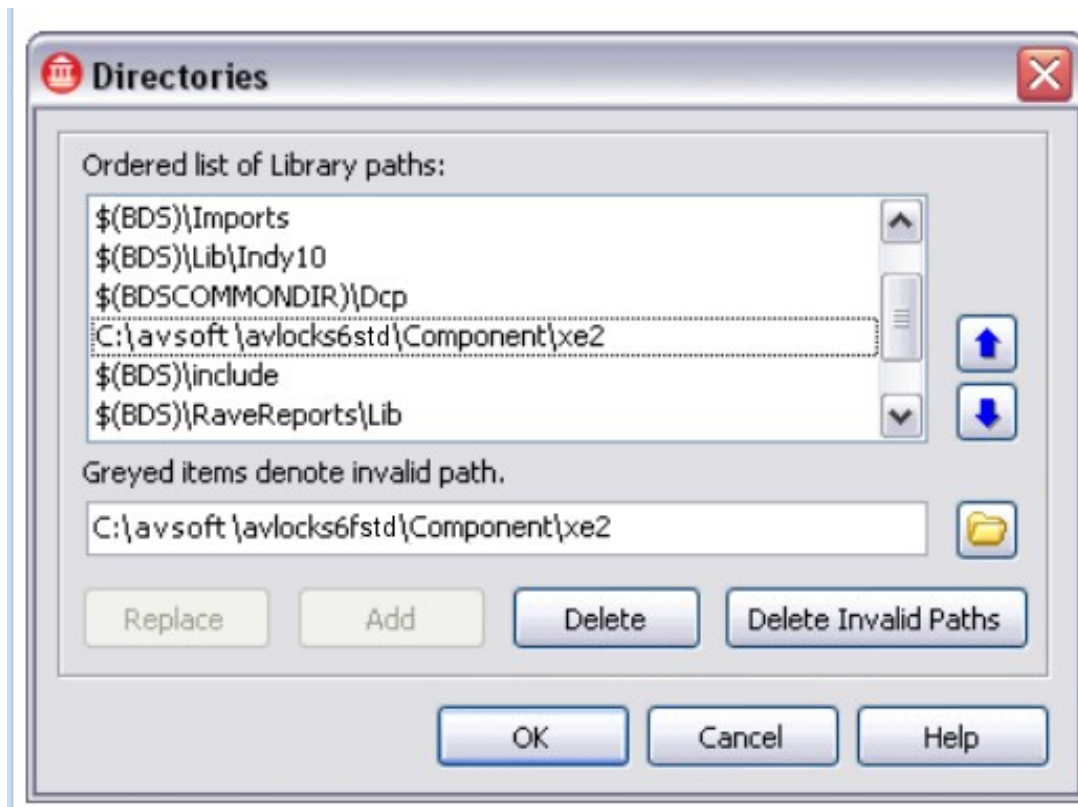 Directories
Ordered list of Library paths:
$(BDS)\Imports
$(BDS)\Lib\Indy10
$(BDSCOMMONDIR)\Dcp
C:\avsoft\avlocks6std\Component\xe2
$(BDS)\include
$(BDS)\RaveReports\Lib
Greyed items denote invalid path.
C:\avsoft\avlocks6fstd\Component\xe2
Replace Add Delete Delete Invalid Paths
OK Cancel Help